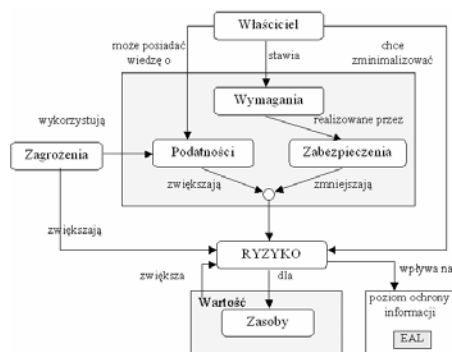 Właściciel
może posiadać
wiedzę o
stawia
chce
zminimalizować
Wymagania
wykorzystują
realizowane przez
Zagrożenia
Podatności
Zabezpieczenia
zwiększają
zmniejszają
zwiększają
RYZYKO
zwiększa
dla
wpływa na
Wartość
Zasoby
poziom ochrony
informacji
EAL